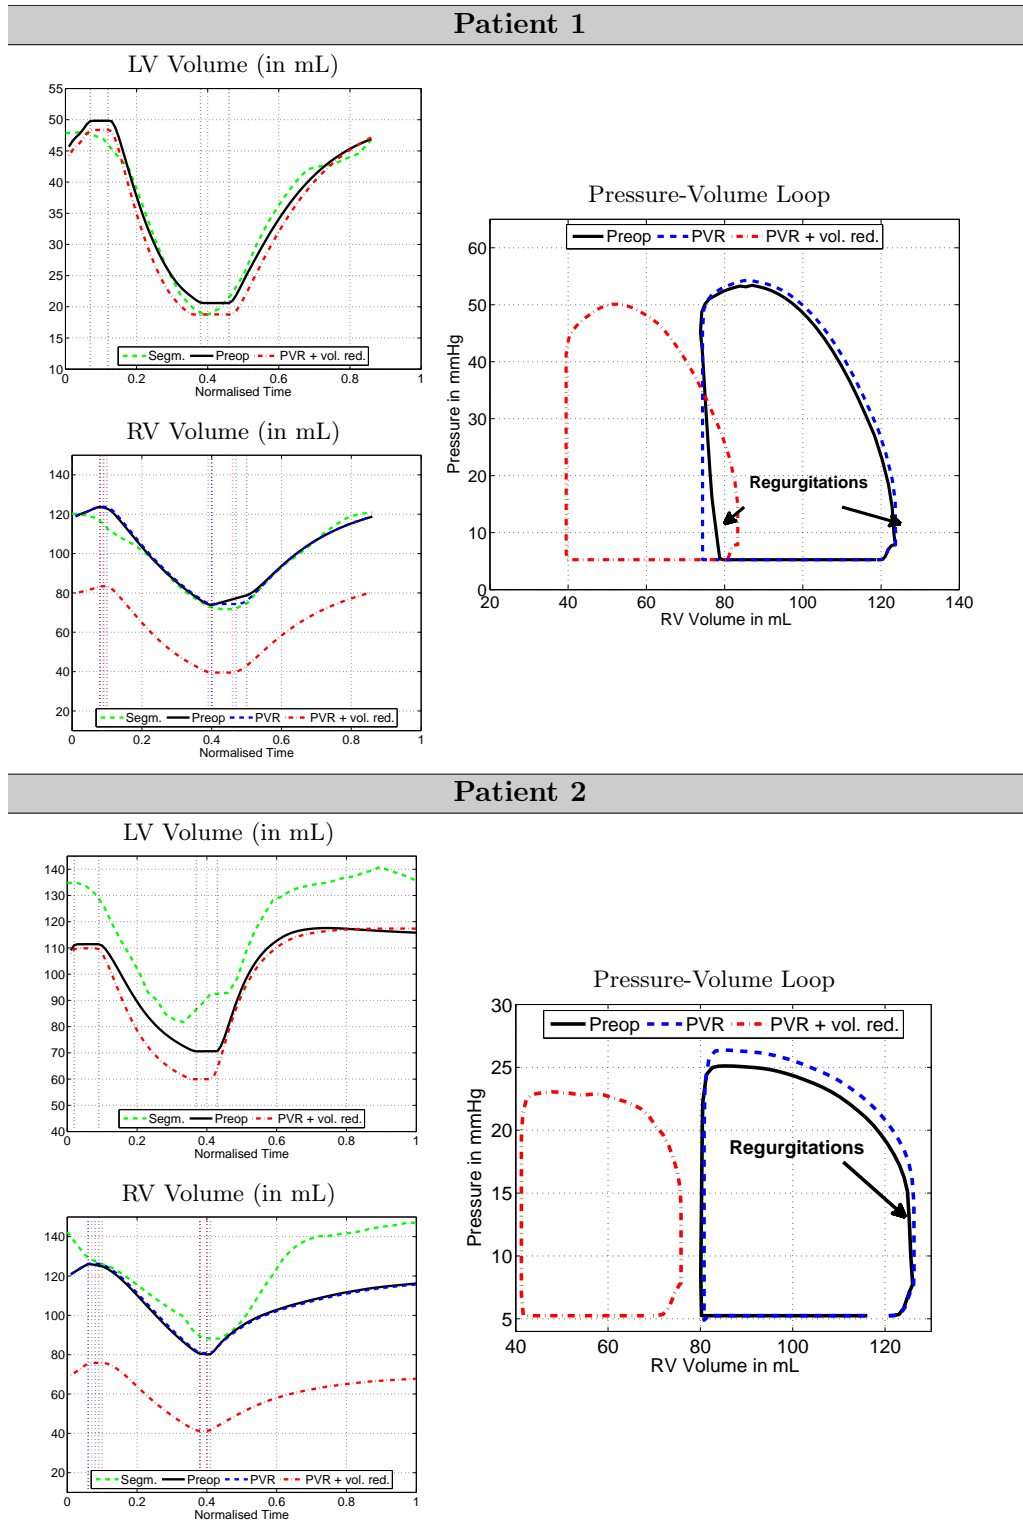 Patient 1
LV Volume (in mL)
55
50
45
40
35
30
25
20
15
10
0 0.2 0.4 0.6 0.8 1
Segm. Preop PVR + vol. red.
Normalised Time
RV Volume (in mL)
140
120
100
80
60
40
20
0 0.2 0.4 0.6 0.8 1
Segm. Preop PVR PVR + vol. red.
Normalised Time
Pressure-Volume Loop
Preop PVR PVR + vol. red.
Pressure in mmHg
60
50
40
30
20
10
0
Regurgitations
20 40 60 80 100 120 140
RV Volume in mL
Patient 2
LV Volume (in mL)
140
130
120
110
100
90
80
70
60
50
40
0 0.2 0.4 0.6 0.8 1
Segm. Preop PVR + vol. red.
Normalised Time
RV Volume (in mL)
140
120
100
80
60
40
20
0 0.2 0.4 0.6 0.8 1
Segm. Preop PVR PVR + vol. red.
Normalised Time
Pressure-Volume Loop
Preop PVR PVR + vol. red.
Pressure in mmHg
30
25
20
15
10
5
Regurgitations
40 60 80 100 120
RV Volume in mL